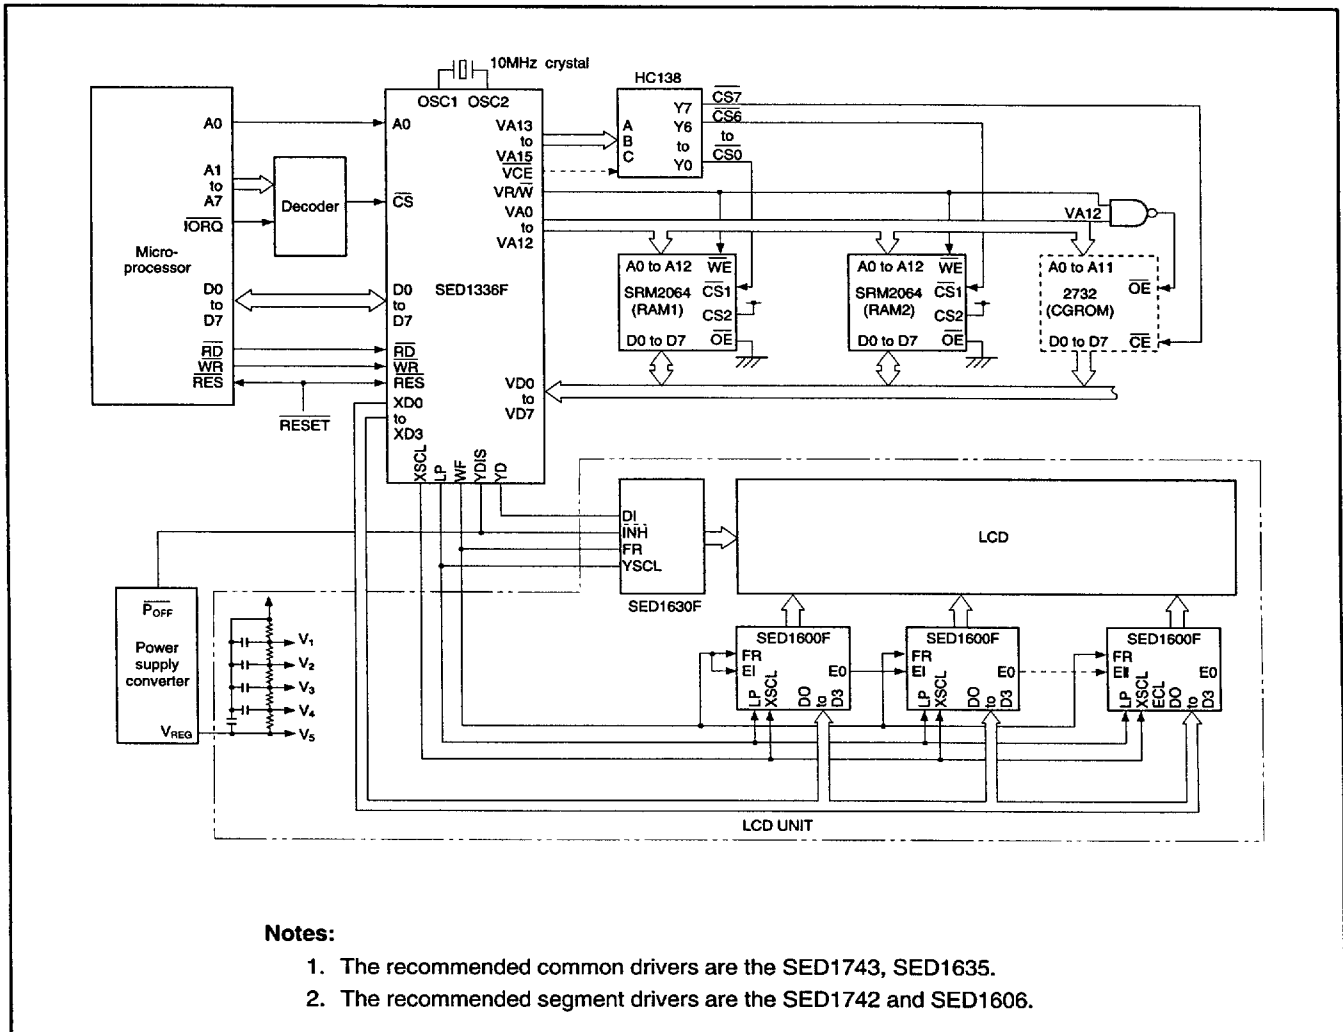 10MHz crystal
OSC1 OSC2
HC138
A0
A1
to
A7
IORQ
Micro-
processor
D0
to
D7
RD
WR
RES
RESET
Decoder
A0
CS
SED1336F
D0
to
D7
RD
WR
RES
XD0
to
XD3
VA13
to
VA15
VCE
VR/W
VA0
to
VA12
VD0
to
VD7
XSCL
LP
WF
YDIS
YD
A
B
C
Y7
Y6
to
Y0
CS7
CS6
to
CS0
VA12
A0 to A12
WE
SRM2064
(RAM1)
CS1
CS2
D0 to D7
OE
A0 to A12
WE
SRM2064
(RAM2)
CS1
CS2
D0 to D7
OE
A0 to A11
2732
(CGROM)
OE
D0 to D7
CE
DI
INH
FR
YSCL
SED1630F
LCD
POFF
Power
supply
converter
VREG
V1
V2
V3
V4
V5
SED1600F
FR
EI
E0
LP
XSCL
DO
to
D3
SED1600F
FR
EI
E0
LP
XSCL
DO
to
D3
SED1600F
FR
E0
LP
XSCL
ECL
DO
to
D3
LCD UNIT
Notes:
1. The recommended common drivers are the SED1743, SED1635.
2. The recommended segment drivers are the SED1742 and SED1606.